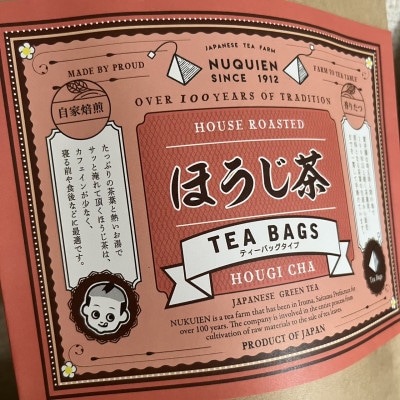 JAPANESE TEA FARM
NUQUIEN
SINCE 1912
MADE BY PROUD
FARM TO TEA TABLE
OVER 100 YEARS OF TRADITION
自家焙煎
香りたつ
HOUSE ROASTED
ほうじ茶
TEA BAGS
ティーバッグタイプ
HOUGI CHA
たっぷりの茶葉と熱いお湯で
サッと淹れて頂くほうじ茶は、
カフェインが少なく、
寝る前や食後などに最適です。
Tea Bags
JAPANESE GREEN TEA
NUKUIEN is a tea farm that has been in Iruma, Saitama Prefecture for
over 100 years. The company is involved in the entire process from
cultivation of raw materials to the sale of tea leaves
PRODUCT OF JAPAN